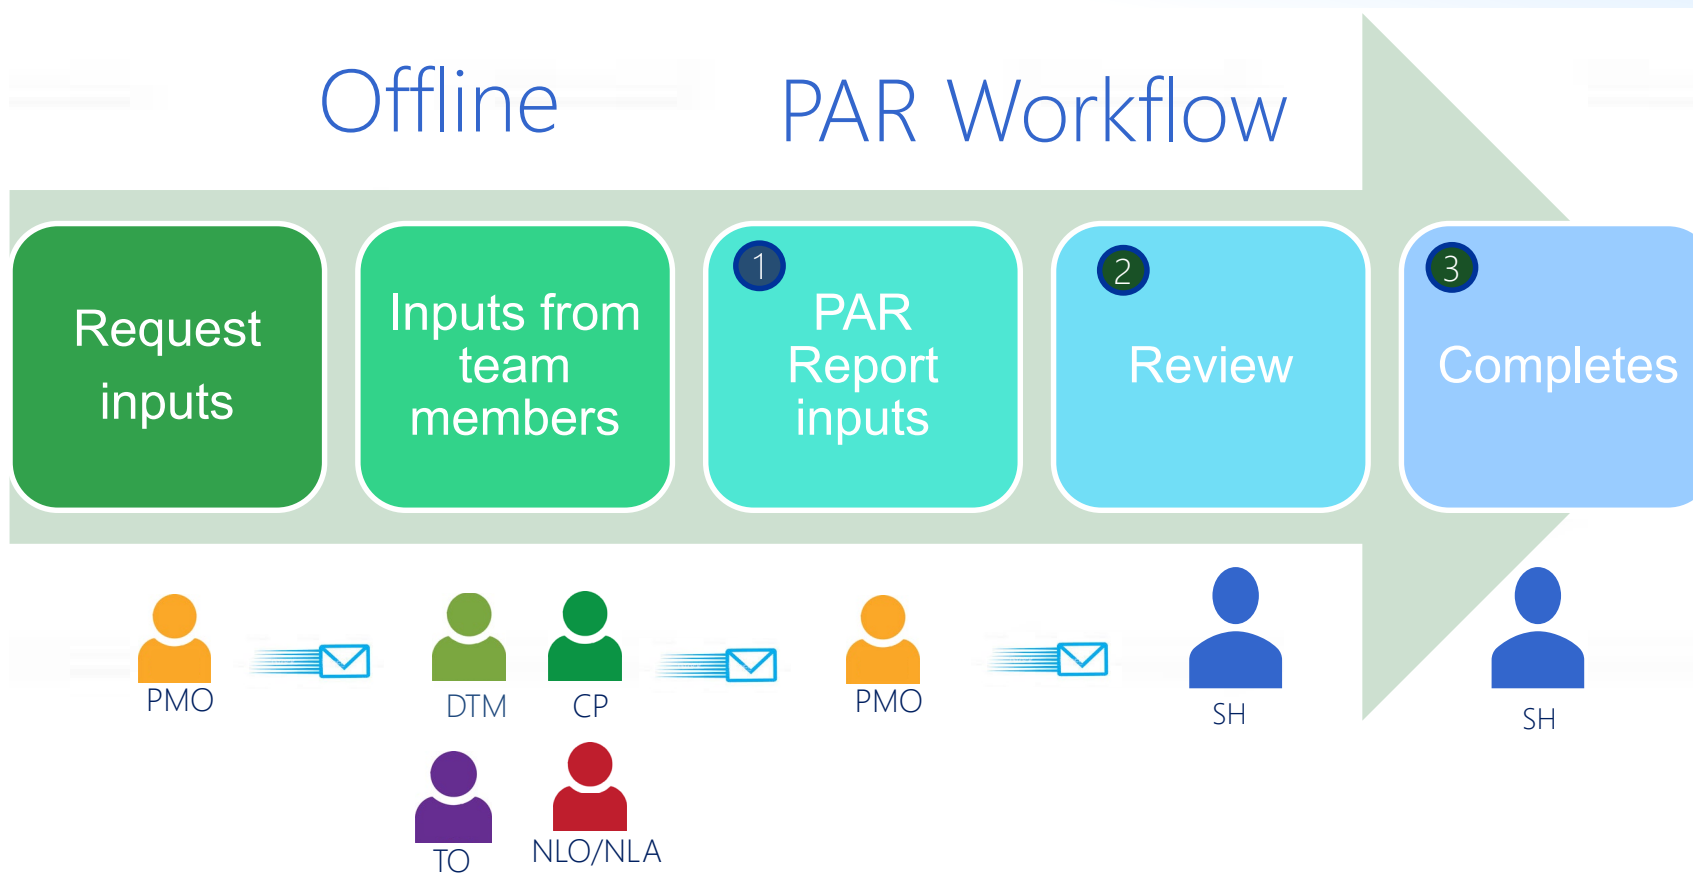 Offline
PAR Workflow
Request
inputs
Inputs from
team
members
1
PAR
Report
inputs
2
Review
3
Completes
PMO
DTM
CP
TO
NLO/NLA
PMO
SH
SH